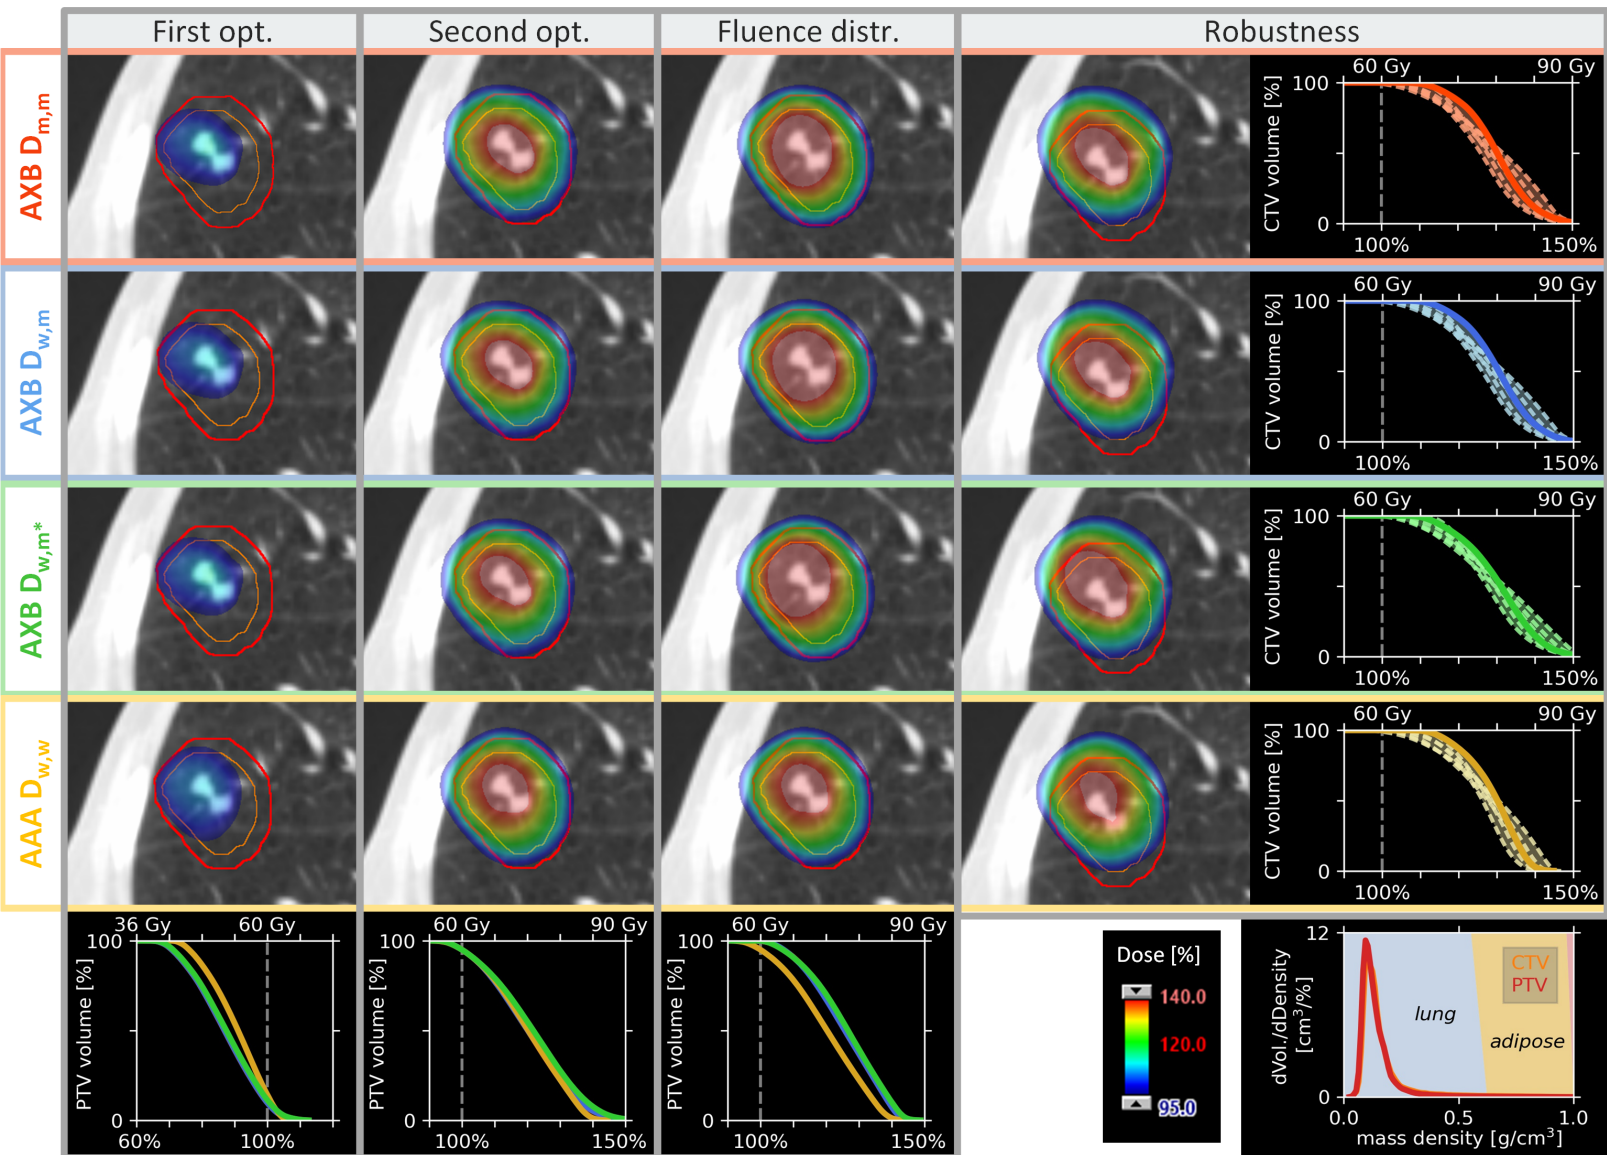 First opt.
Second opt.
Fluence distr.
Robustness
AXB Dm,m
60 Gy 90 Gy
CTV volume [%]
100
0
100% 150%
AXB Dw,m
60 Gy 90 Gy
CTV volume [%]
100
0
100% 150%
AXB Dw,m*
60 Gy 90 Gy
CTV volume [%]
100
0
100% 150%
AAA Dw,w
60 Gy 90 Gy
CTV volume [%]
100
0
100% 150%
36 Gy 60 Gy
PTV volume [%]
100
0
60% 100%
60 Gy 90 Gy
PTV volume [%]
100
0
100% 150%
60 Gy 90 Gy
PTV volume [%]
100
0
100% 150%
Dose [%]
140.0
120.0
95.0
dVol./dDensity
[cm³/%]
12
0
CTV
PTV
lung
adipose
0.0 0.5 1.0
mass density [g/cm³]